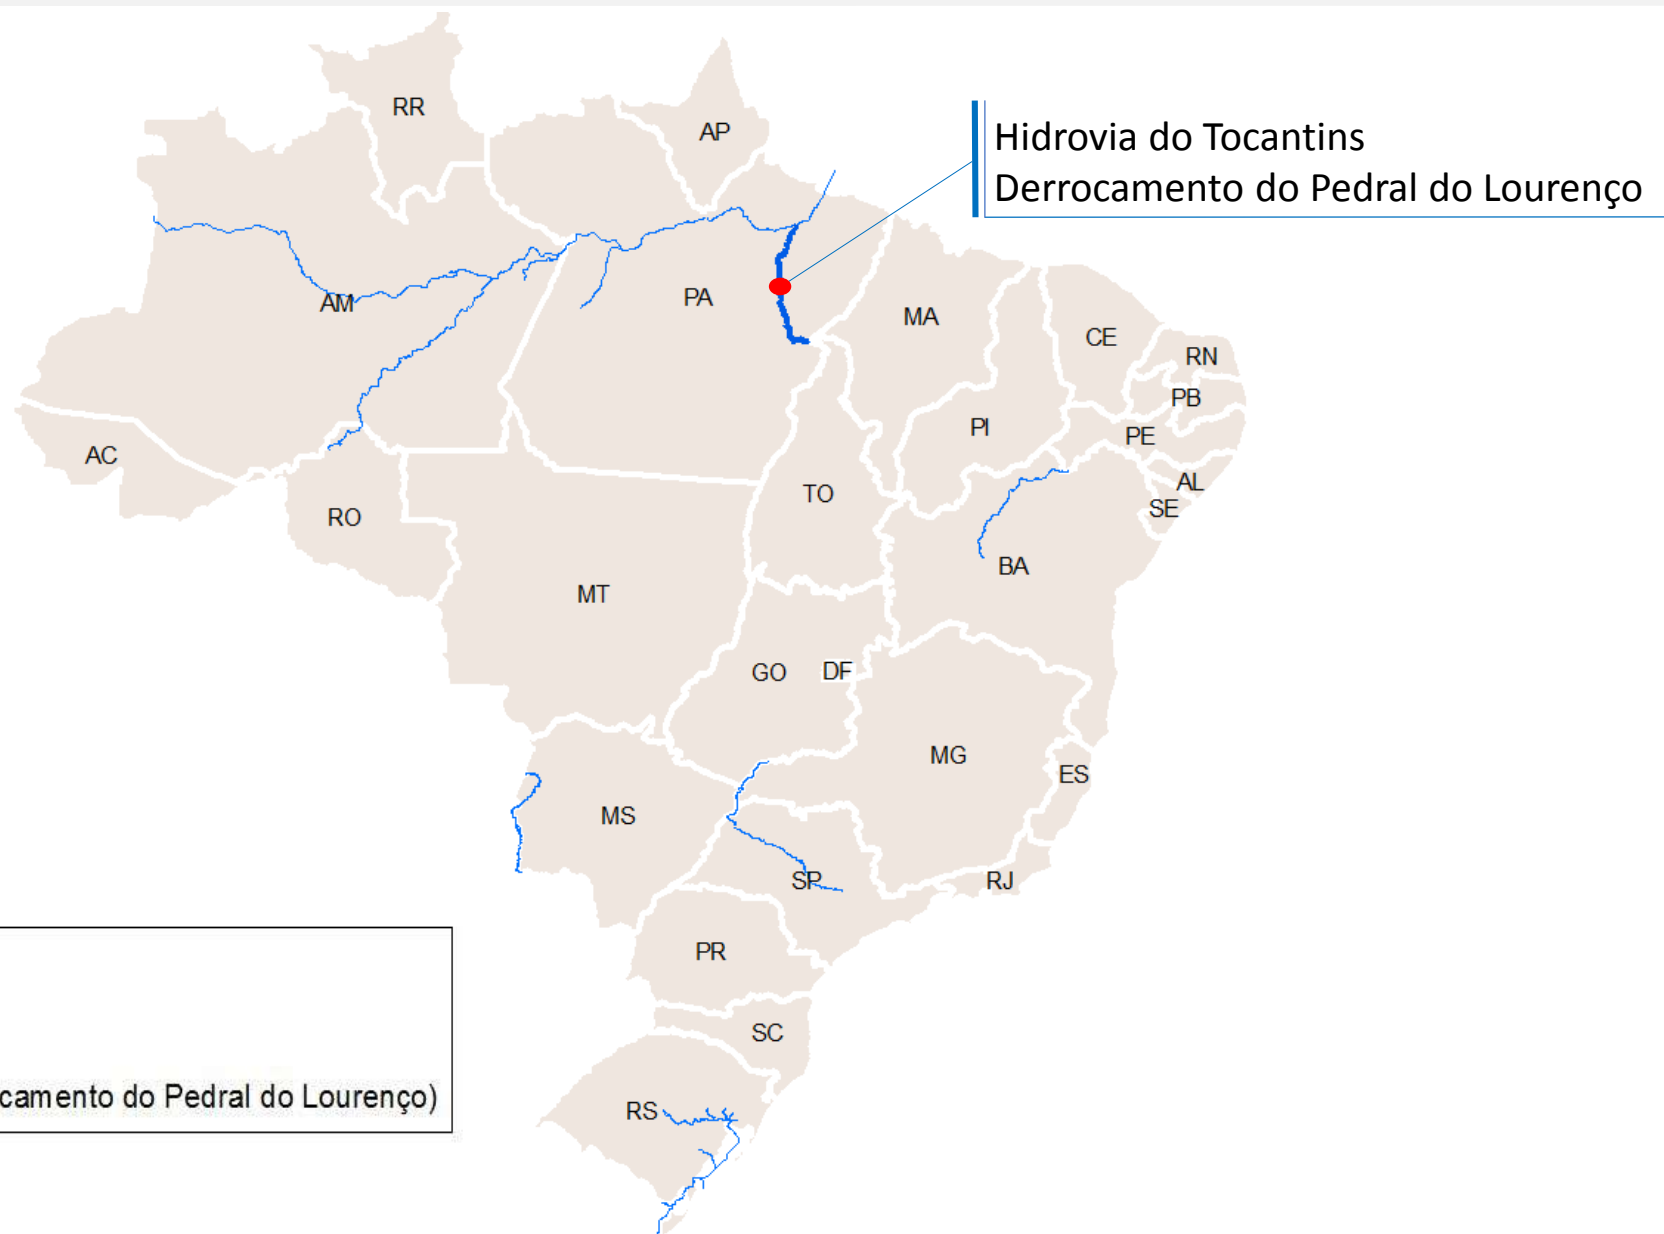 RR
AP
Hidrovia do Tocantins
Derrocamento do Pedral do Lourenço
AM
PA
MA
CE
RN
PB
PI
PE
AC
AL
TO
SE
RO
BA
MT
GO
DF
MG
ES
MS
SP
RJ
PR
SC
camento do Pedral do Lourenço)
RS